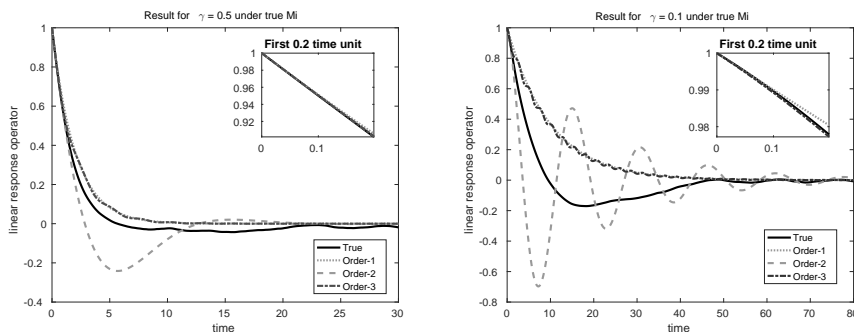 Result for γ = 0.5 under true Mi
1
0.8
0.6
0.4
0.2
0
-0.2
-0.4
0
5
10
15
20
25
30
time
linear response operator
First 0.2 time unit
1
0.98
0.96
0.94
0.92
0
0.1
True
Order-1
Order-2
Order-3
Result for γ = 0.1 under true Mi
1
0.8
0.6
0.4
0.2
0
-0.2
-0.4
-0.6
-0.8
0
10
20
30
40
50
60
70
80
time
linear response operator
First 0.2 time unit
1
0.99
0.98
0
0.1
True
Order-1
Order-2
Order-3